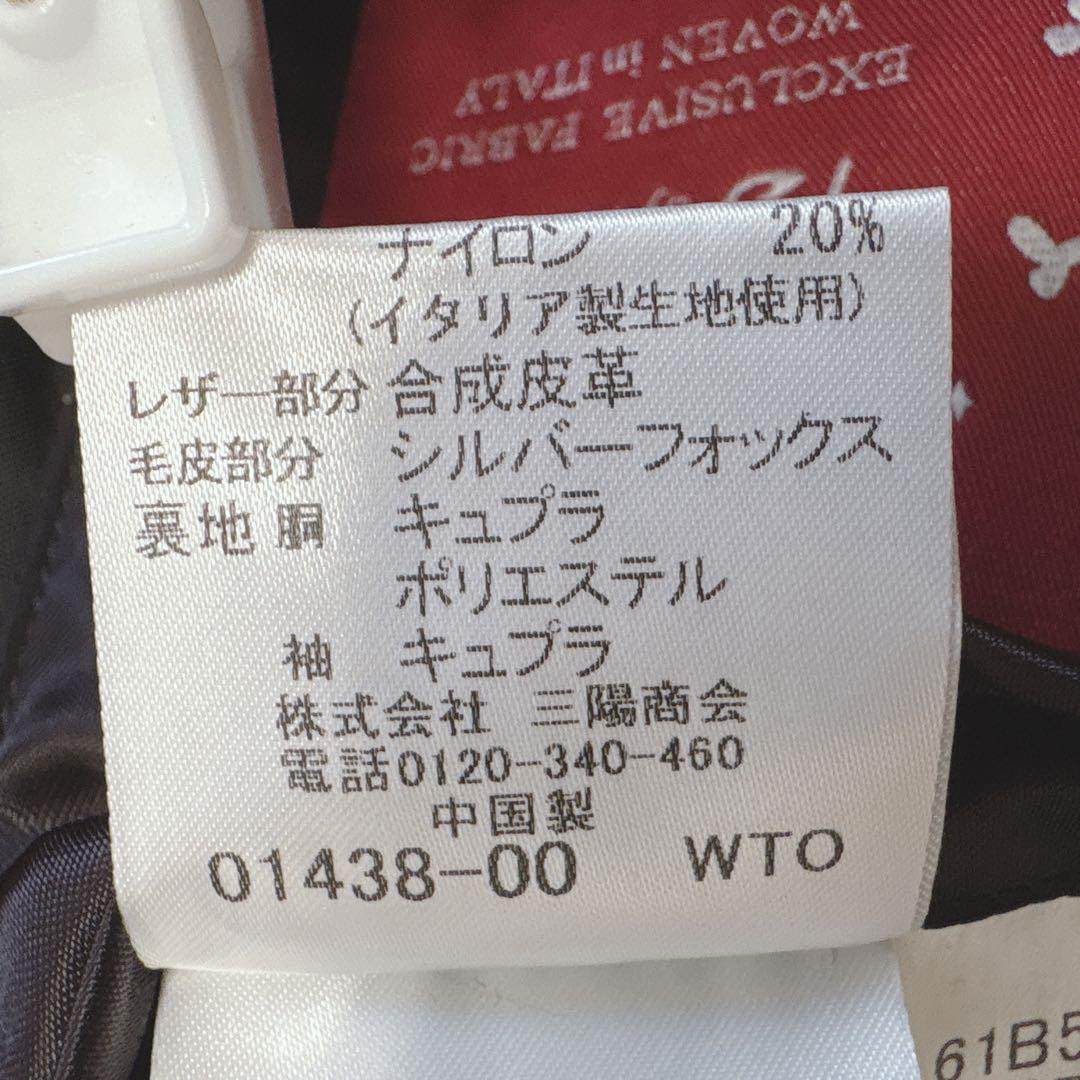 EXCLUSIVE FABRIC
WOVEN in ITALY
ナイロン 20%
(イタリア製生地使用)
レザー部分 合成皮革
毛皮部分 シルバーフォックス
裏地 胴 キュプラ
ポリエステル
袖 キュプラ
株式会社 三陽商会
電話0120-340-460
中国製
01438-00 WTO
61B5